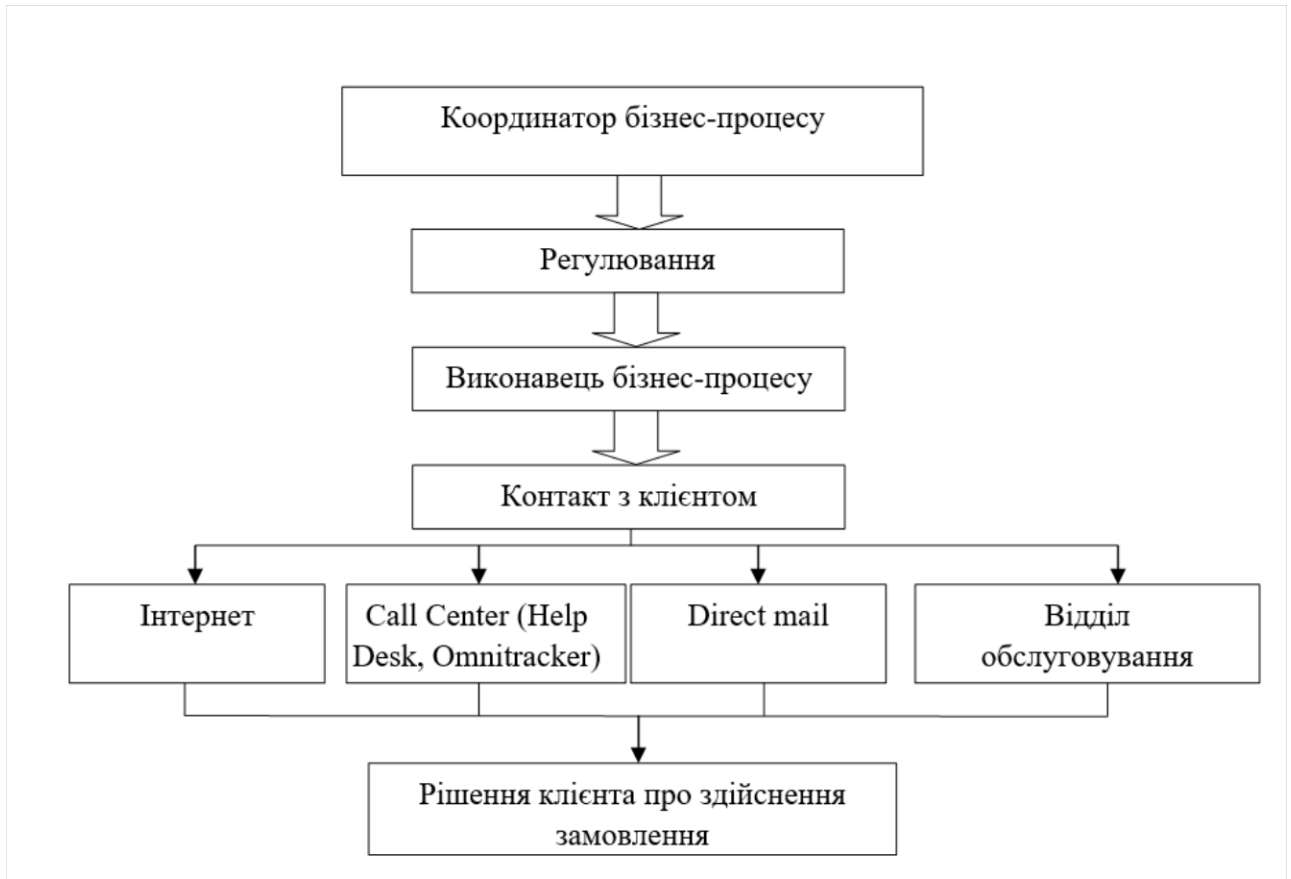 Координатор бізнес-процесу
Регулювання
Виконавець бізнес-процесу
Контакт з клієнтом
Інтернет
Call Center (Help
Desk, Omnitracker)
Direct mail
Відділ
обслуговування
Рішення клієнта про здійснення
замовлення